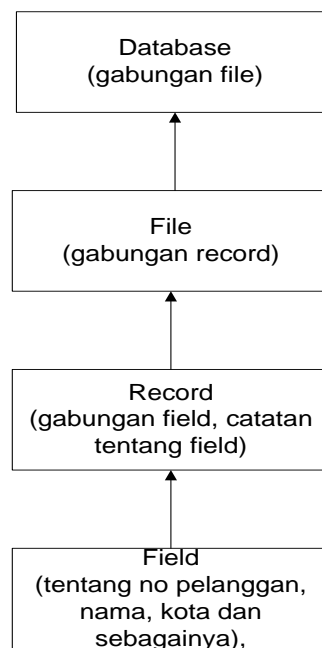 Database
(gabungan file)
File
(gabungan record)
Record
(gabungan field, catatan
tentang field)
Field
(tentang no pelanggan,
nama, kota dan
sebagainya),